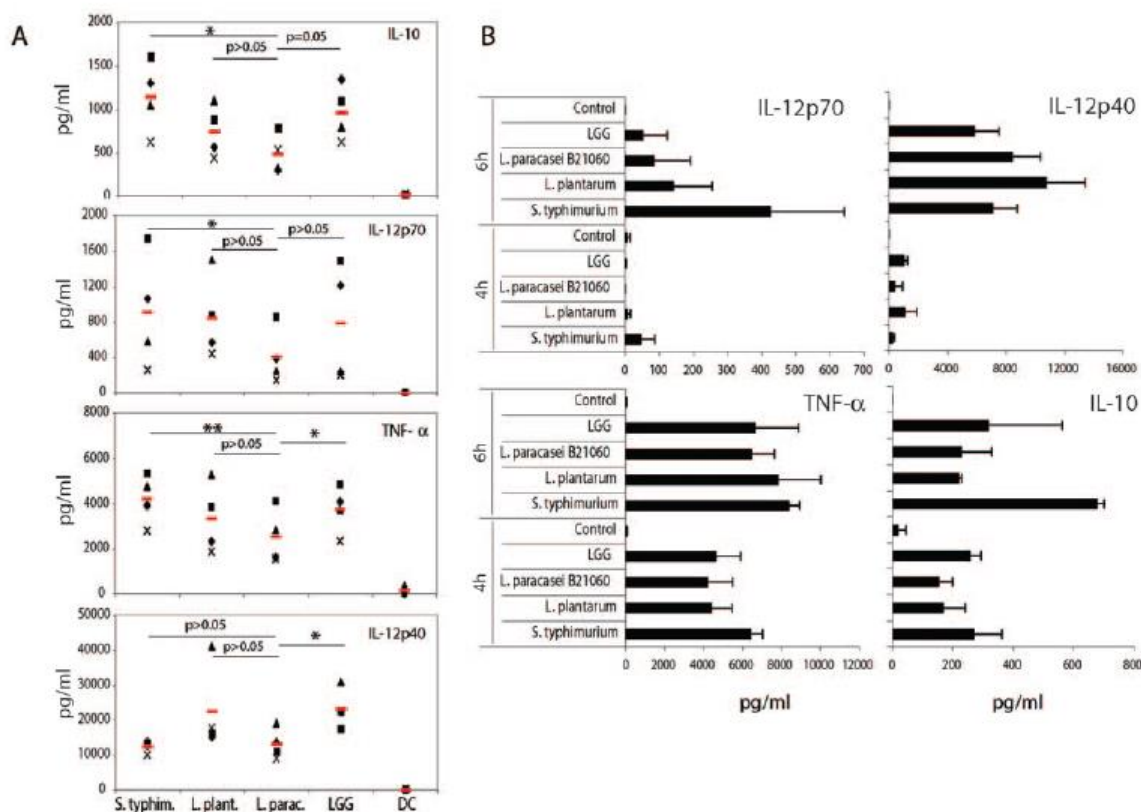 A
2000
1500
1000
500
0
pg/ml
IL-10
*
p=0.05
p>0.05
2000
1600
1200
800
400
0
pg/ml
IL-12p70
*
p>0.05
p>0.05
8000
6000
4000
2000
0
pg/ml
TNF- α
**
p>0.05
*
50000
40000
30000
20000
10000
0
pg/ml
IL-12p40
p>0.05
p>0.05
*
S. typhim. L. plant. L. parac. LGG DC
B
IL-12p70
6h
Control
LGG
L. paracasei B21060
L. plantarum
S. typhimurium
4h
Control
LGG
L. paracasei B21060
L. plantarum
S. typhimurium
0 100 200 300 400 500 600 700
IL-12p40
0 4000 8000 12000 16000
TNF-α
6h
Control
LGG
L. paracasei B21060
L. plantarum
S. typhimurium
4h
Control
LGG
L. paracasei B21060
L. plantarum
S. typhimurium
0 2000 4000 6000 8000 10000 12000
pg/ml
IL-10
0 200 400 600 800
pg/ml